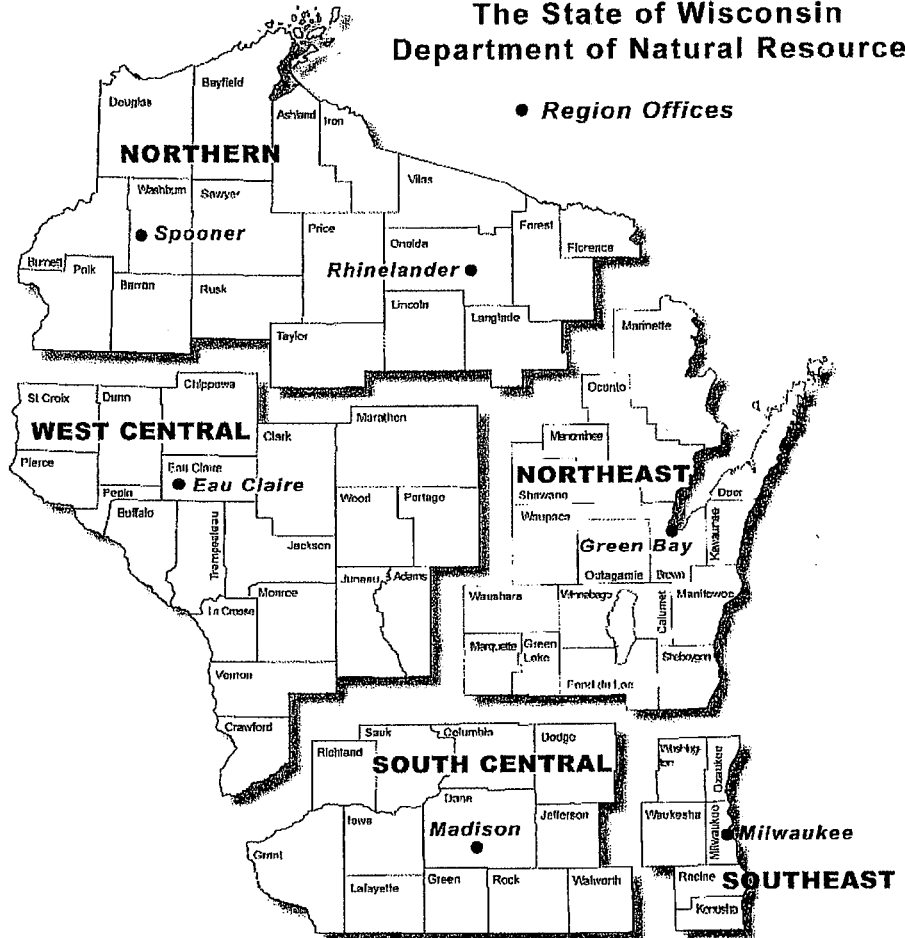 The State of Wisconsin
Department of Natural Resource
● Region Offices
Bayfield
Douglas
Ashland
Iron
NORTHERN
Vilas
Washburn
Sawyer
Spooner
Price
Oneida
Forest
Florence
Burnett
Polk
Rhinelander
Barron
Rusk
Lincoln
Langlade
Taylor
Marinette
Chippewa
St Croix
Dunn
Oconto
Marathon
WEST CENTRAL
Clark
Menominee
Pierce
Eau Claire
Eau Claire
NORTHEAST
Pepin
Wood
Portage
Shawano
Door
Buffalo
Waupaca
Trempealeau
Jackson
Green Bay
Kewaunee
Juneau
Adams
Outagamie
Brown
Monroe
La Crosse
Waushara
Winnebago
Calumet
Manitowoc
Marquette
Green
Lake
Sheboygan
Vernon
Fond du Lac
Crawford
Sauk
Columbia
Dodge
Richland
SOUTH CENTRAL
Washing-
ton
Ozaukee
Dane
Iowa
Madison
Jefferson
Waukesha
Milwaukee
Milwaukee
Grant
Lafayette
Green
Rock
Walworth
Racine
SOUTHEAST
Kenosha